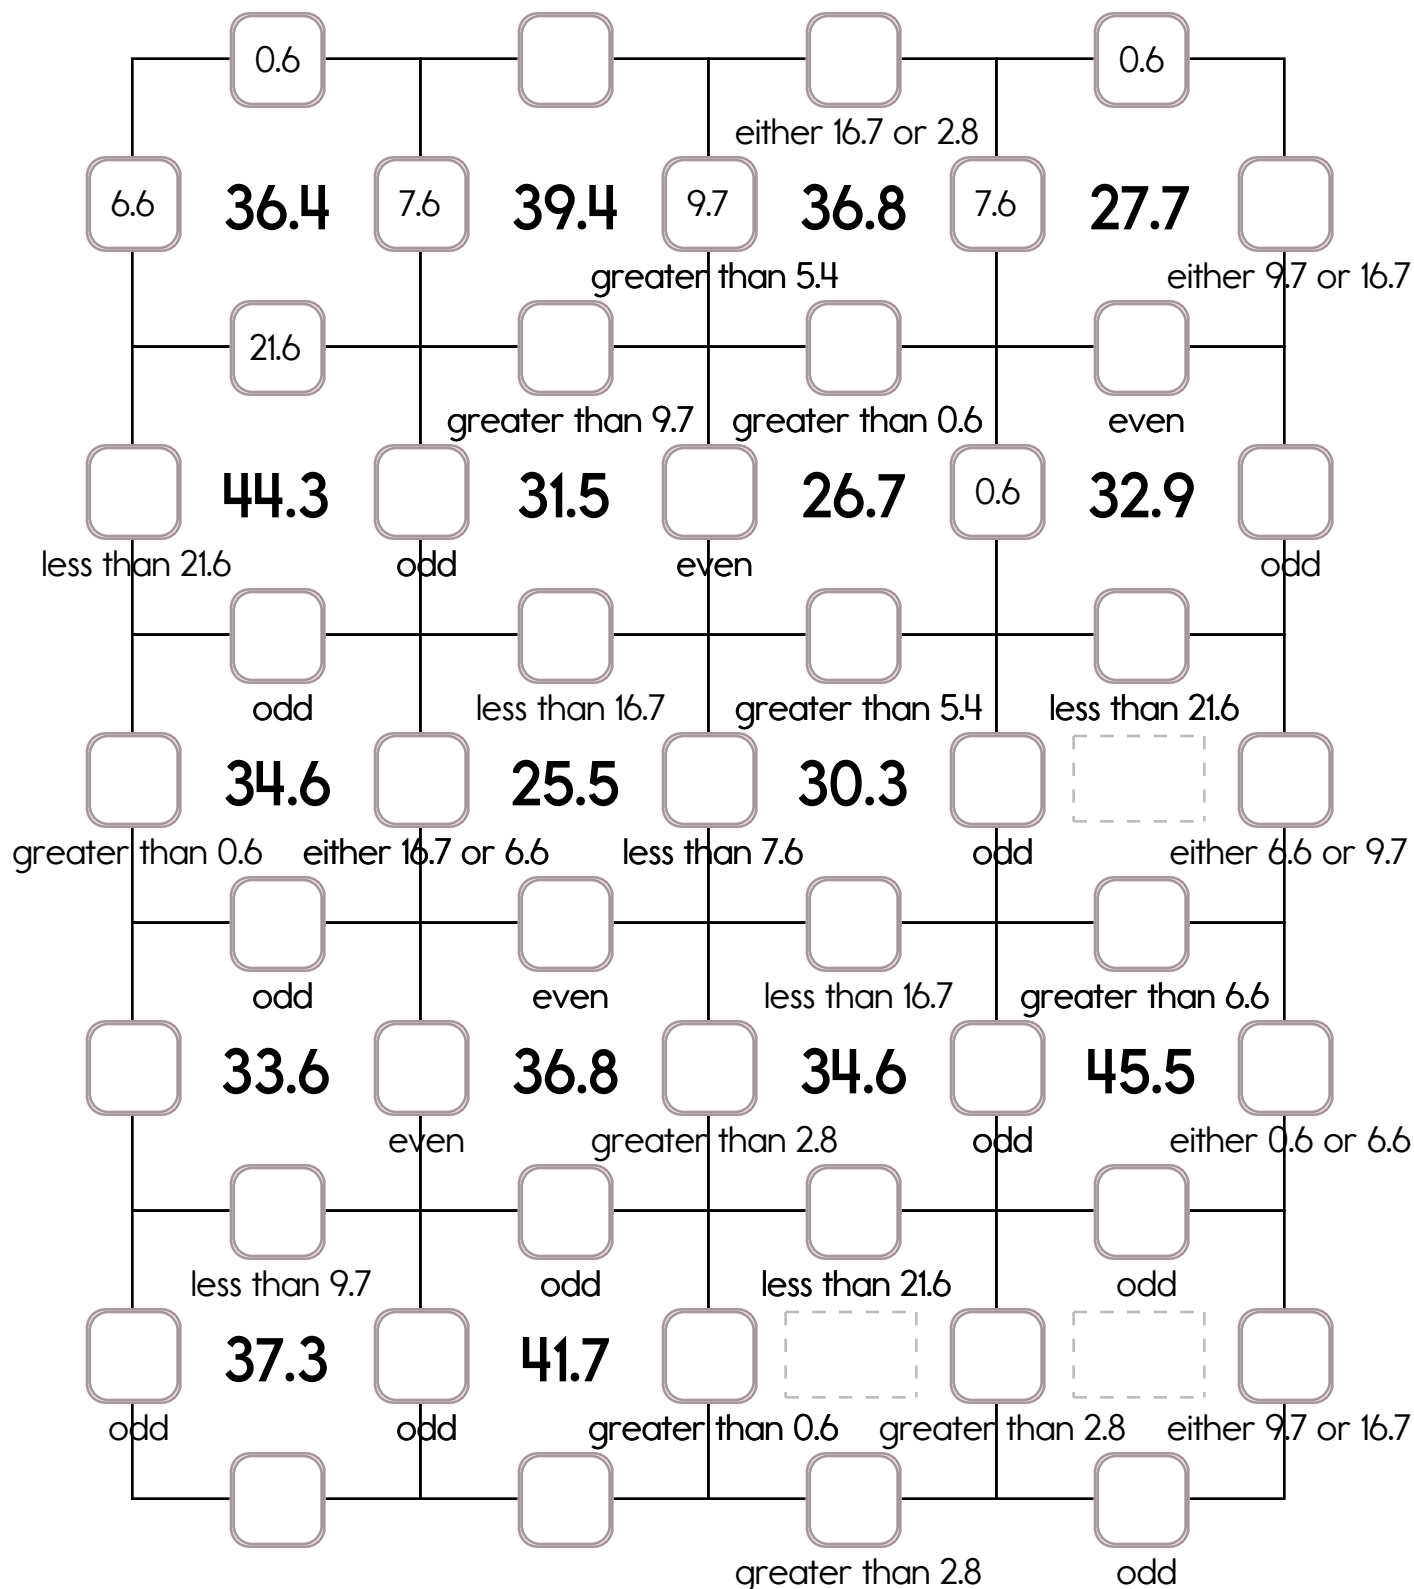 0.6 0.6
either 16.7 or 2.8
6.6 36.4 7.6 39.4 9.7 36.8 7.6 27.7
greater than 5.4 either 9.7 or 16.7
21.6
greater than 9.7 greater than 0.6 even
44.3 31.5 26.7 0.6 32.9
less than 21.6 odd even odd
odd less than 16.7 greater than 5.4 less than 21.6
34.6 25.5 30.3
greater than 0.6 either 16.7 or 6.6 less than 7.6 odd either 6.6 or 9.7
odd even less than 16.7 greater than 6.6
33.6 36.8 34.6 45.5
even greater than 2.8 odd either 0.6 or 6.6
less than 9.7 odd less than 21.6 odd
37.3 41.7
odd odd greater than 0.6 greater than 2.8 either 9.7 or 16.7
greater than 2.8 odd